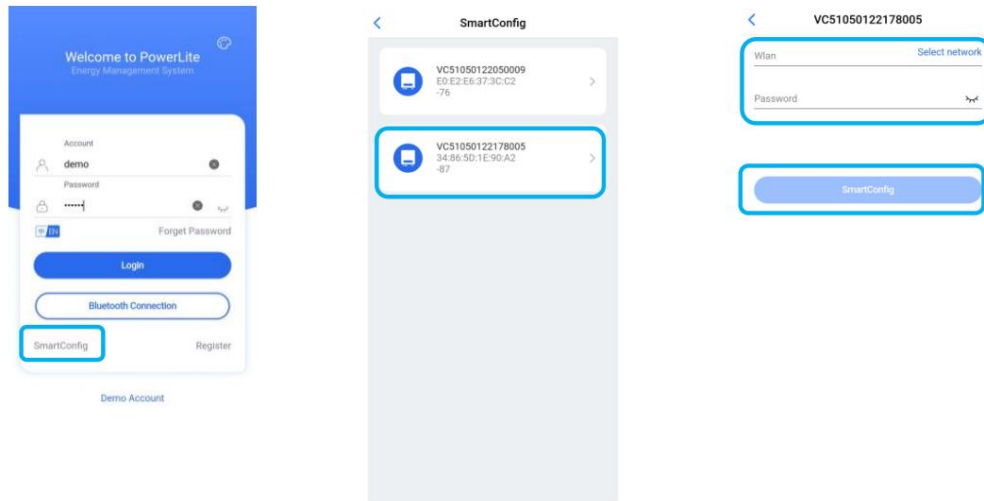 Welcome to PowerLite
Energy Management System
Account
demo
Password
••••••
中/EN
Forget Password
Login
Bluetooth Connection
SmartConfig
Register
Demo Account
SmartConfig
VC51050122050009
E0:E2:E6:37:3C:C2
-76
VC51050122178005
34:86:5D:1E:90:A2
-87
VC51050122178005
Wlan
Select network
Password
SmartConfig